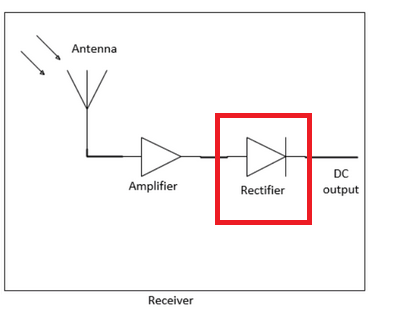 Antenna
Amplifier
Rectifier
DC
output
Receiver